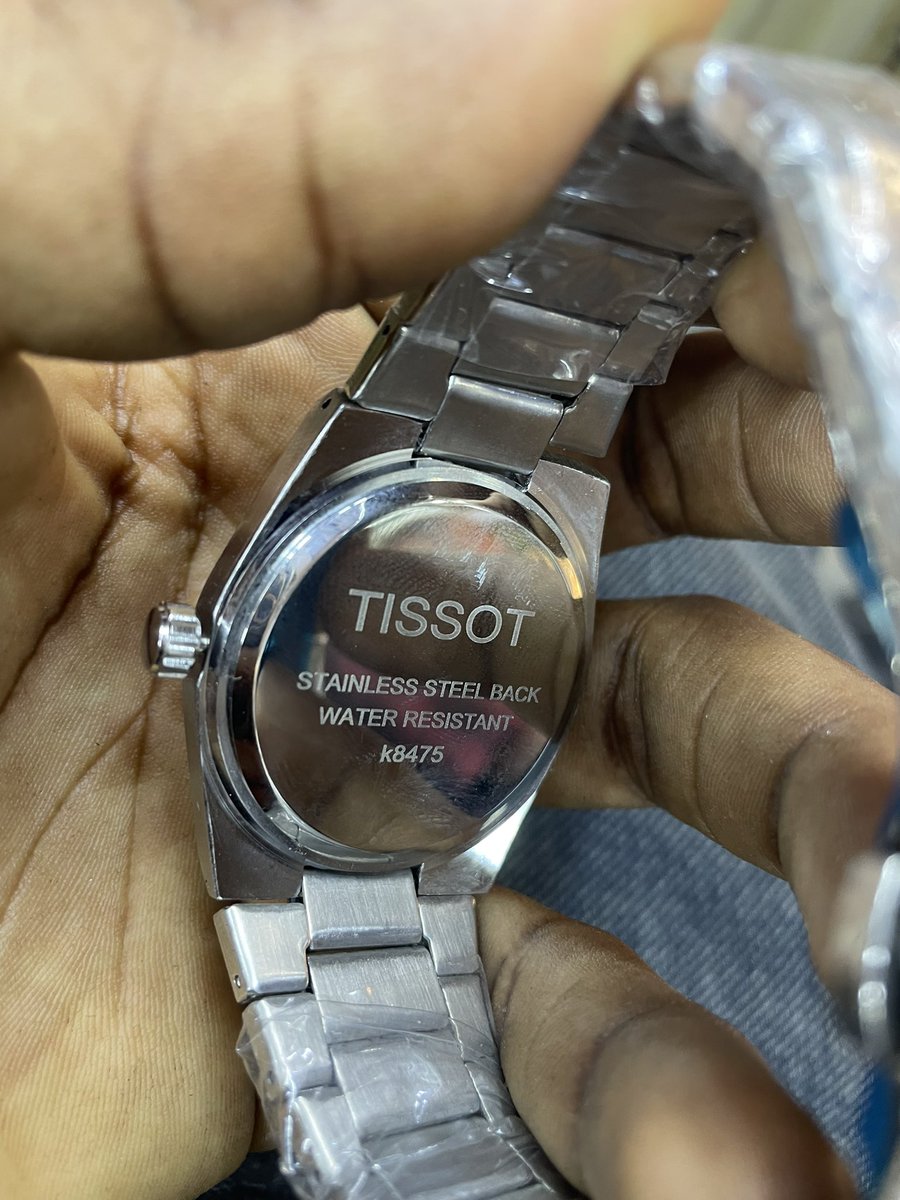 TISSOT
STAINLESS STEEL BACK
WATER RESISTANT
k8475